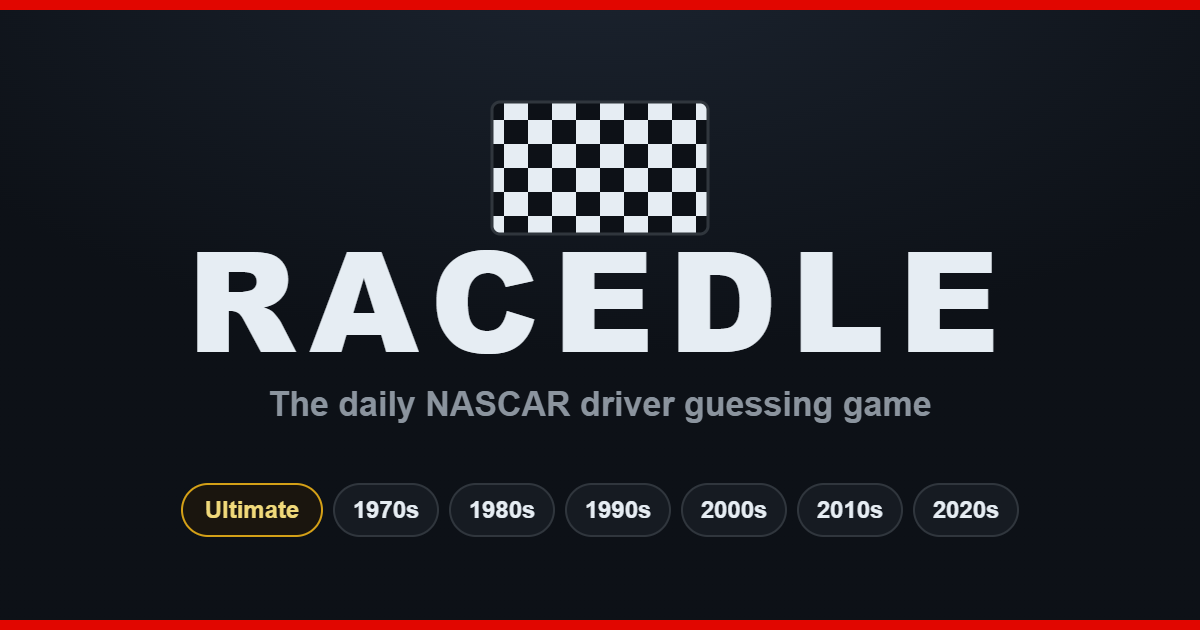 RACEDLE
The daily NASCAR driver guessing game
Ultimate 1970s 1980s 1990s 2000s 2010s 2020s